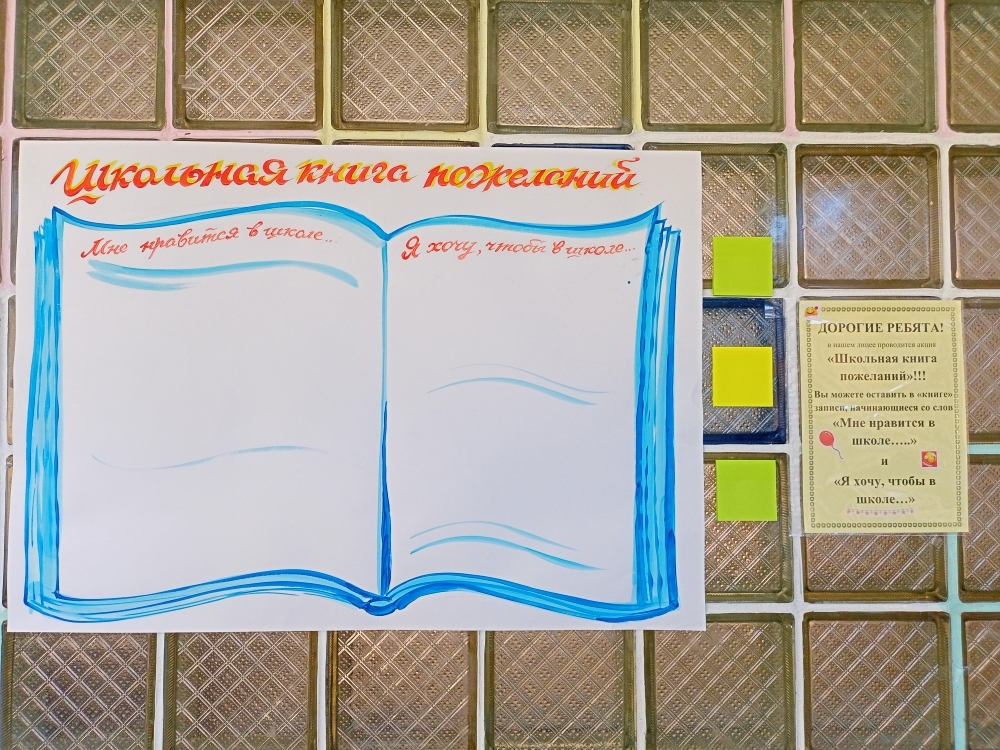 Школьная книга пожеланий
Мне нравится в школе...
Я хочу, чтобы в школе...
ДОРОГИЕ РЕБЯТА!
в нашем лицее проводится акция
«Школьная книга
пожеланий»!!!
Вы можете оставить в «книге»
записи, начинающиеся со слов
«Мне нравится в
школе…..»
и
«Я хочу, чтобы в
школе…»